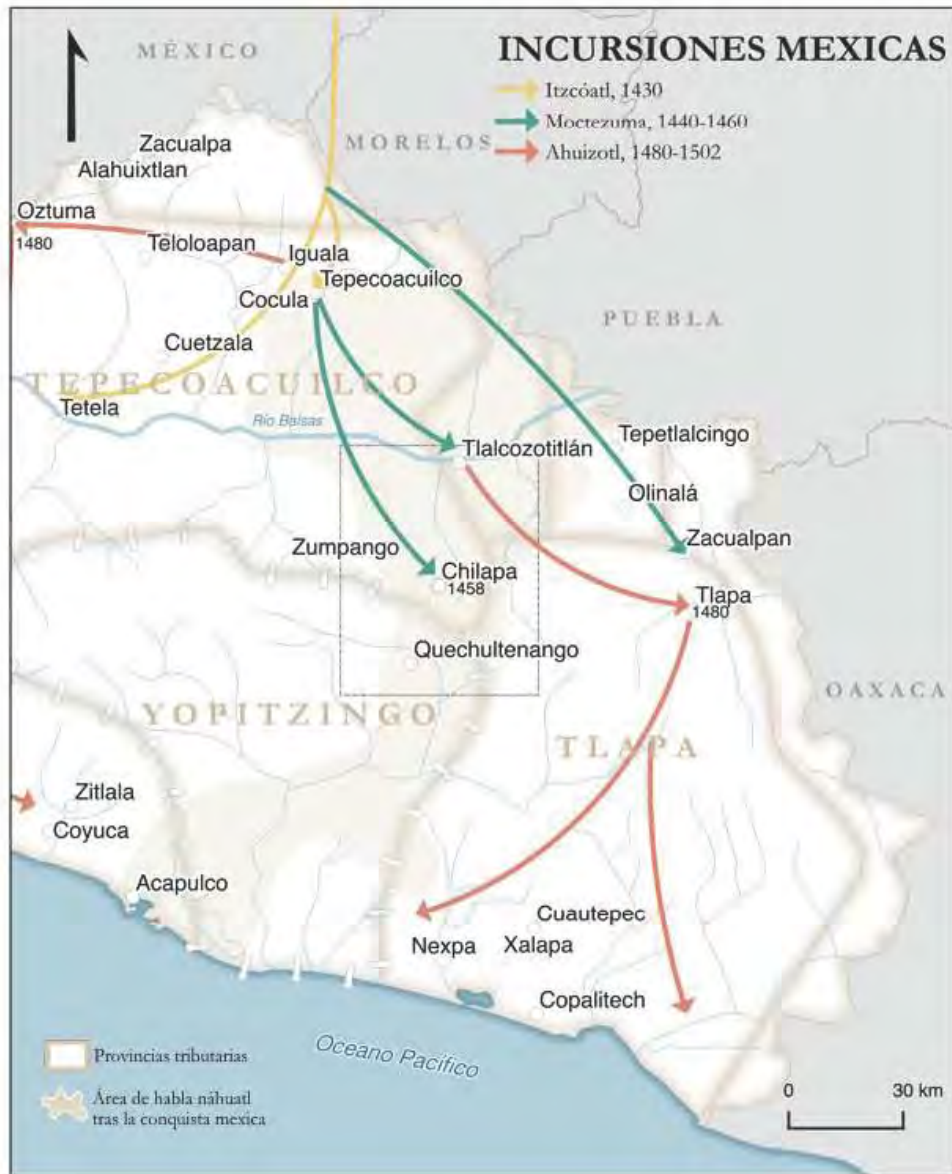 INCURSIONES MEXICAS
Itzcóatl, 1430
Moctezuma, 1440-1460
Ahuizotl, 1480-1502
MÉXICO
MORELOS
Zacualpa
Alahuixtlan
Oztuma
1480
Teloloapan
Iguala
Tepecoacuilco
Cocula
PUEBLA
Cuetzala
TEPECOACUILCO
Tetela
Río Balsas
Tlalcozotitlán
Tepetlalcingo
Olinalá
Zumpango
Zacualpan
Chilapa
1458
Tlapa
1480
Quechultenango
OAXACA
YOPITZINGO
TLAPA
Zitlala
Coyuca
Acapulco
Cuautepec
Nexpa
Xalapa
Copalitech
Oceano Pacífico
Provincias tributarias
Área de habla náhuatl
tras la conquista mexica
0 30 km